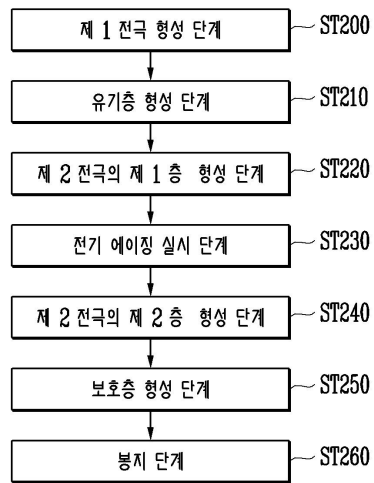 제 1 전극 형성 단계 ST200
유기층 형성 단계 ST210
제 2 전극의 제 1 층 형성 단계 ST220
전기 에이징 실시 단계 ST230
제 2 전극의 제 2 층 형성 단계 ST240
보호층 형성 단계 ST250
봉지 단계 ST260